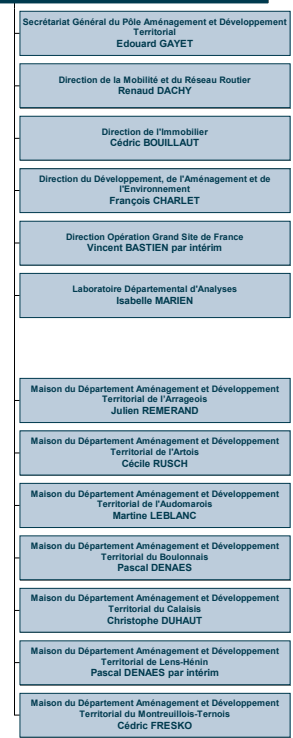 Secrétariat Général du Pôle Aménagement et Développement
Territorial
Edouard GAYET
Direction de la Mobilité et du Réseau Routier
Renaud DACHY
Direction de l'Immobilier
Cédric BOUILLAUT
Direction du Développement, de l'Aménagement et de
l'Environnement
François CHARLET
Direction Opération Grand Site de France
Vincent BASTIEN par intérim
Laboratoire Départemental d'Analyses
Isabelle MARIEN
Maison du Département Aménagement et Développement
Territorial de l'Arrageois
Julien REMERAND
Maison du Département Aménagement et Développement
Territorial de l'Artois
Cécile RUSCH
Maison du Département Aménagement et Développement
Territorial de l'Audomarois
Martine LEBLANC
Maison du Département Aménagement et Développement
Territorial du Boulonnais
Pascal DENAES
Maison du Département Aménagement et Développement
Territorial du Calaisis
Christophe DUHAUT
Maison du Département Aménagement et Développement
Territorial de Lens-Hénin
Pascal DENAES par intérim
Maison du Département Aménagement et Développement
Territorial du Montreuillois-Ternois
Cédric FRESKO